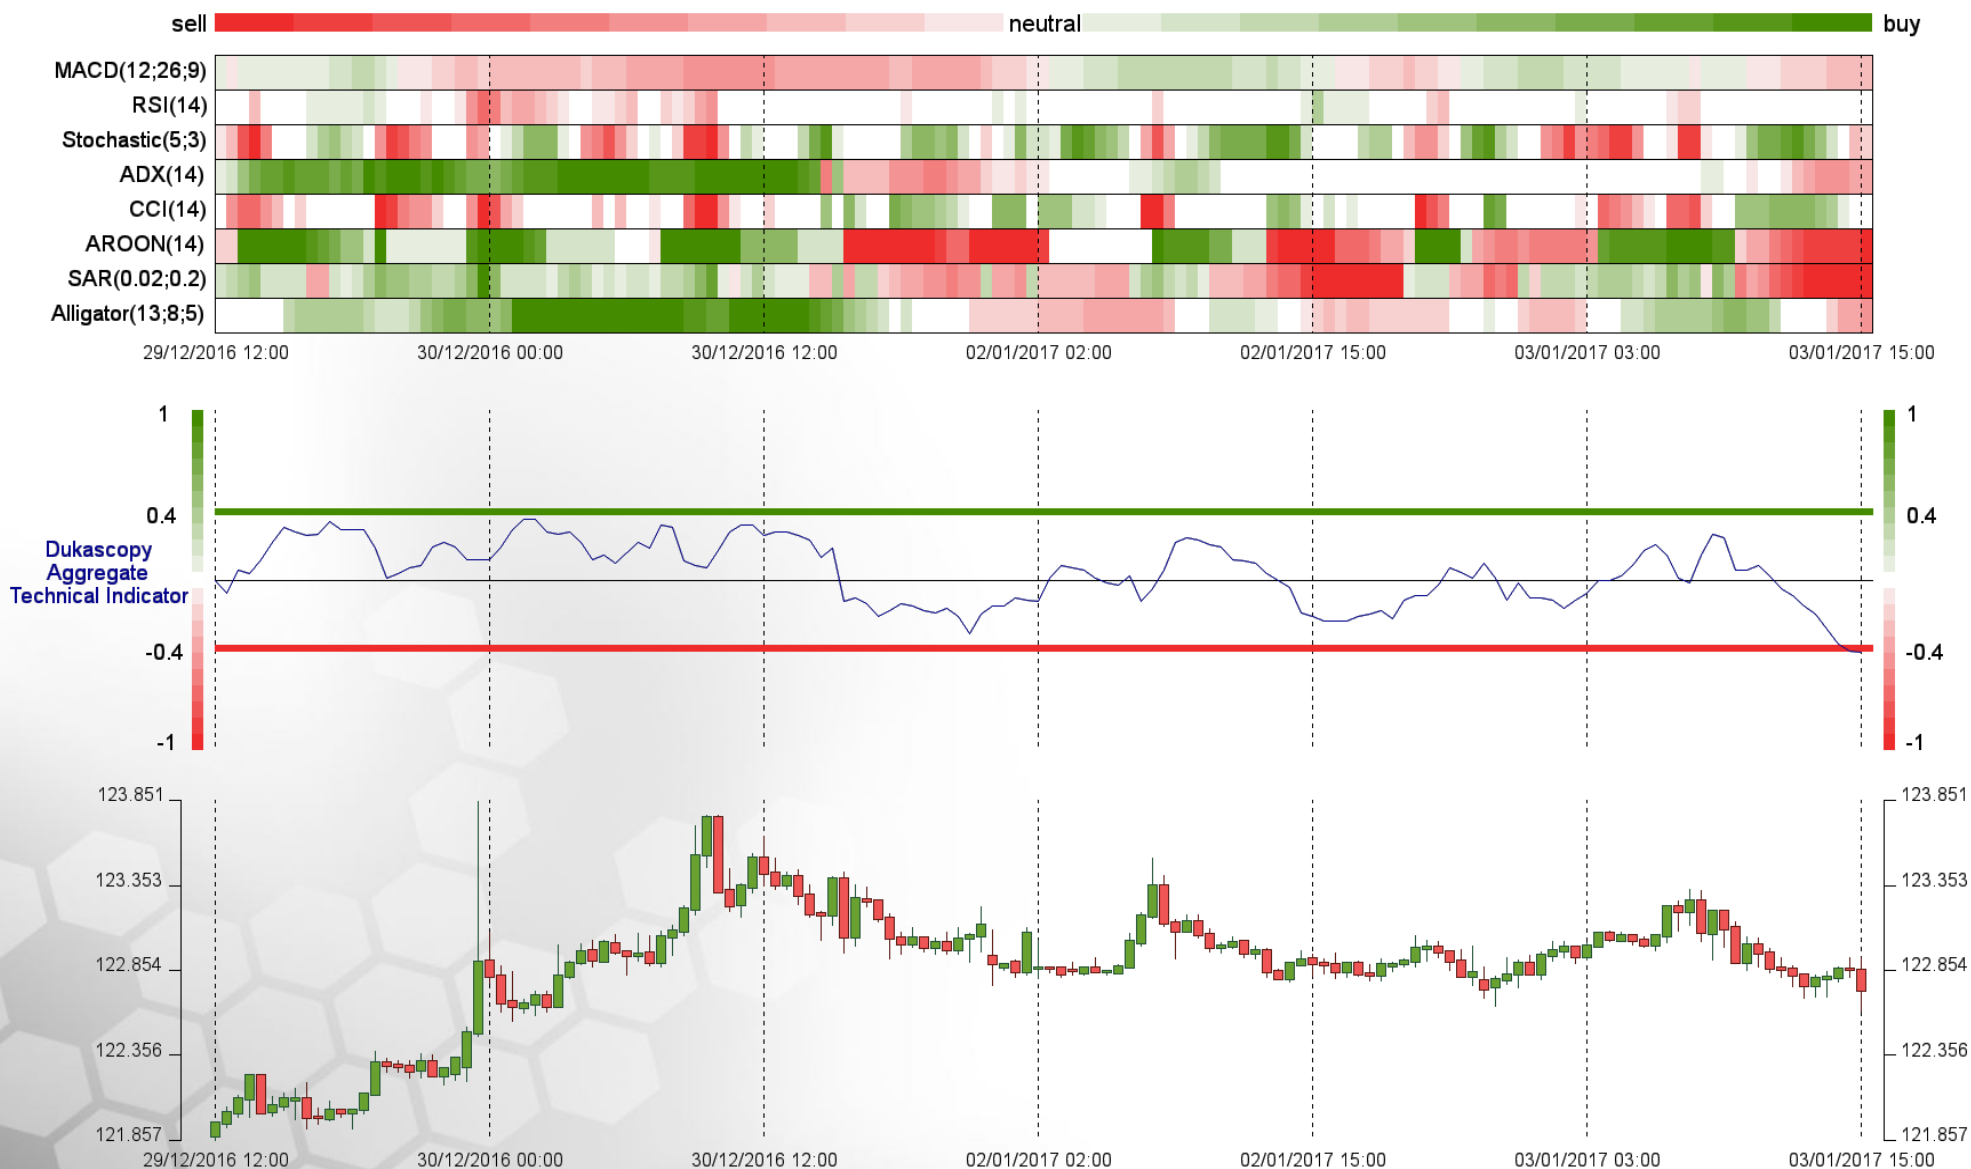 sell neutral buy
MACD(12;26;9)
RSI(14)
Stochastic(5;3)
ADX(14)
CCI(14)
AROON(14)
SAR(0.02;0.2)
Alligator(13;8;5)
29/12/2016 12:00 30/12/2016 00:00 30/12/2016 12:00 02/01/2017 02:00 02/01/2017 15:00 03/01/2017 03:00 03/01/2017 15:00
1 1
0.4 0.4
Dukascopy
Aggregate
Technical Indicator
-0.4 -0.4
-1 -1
123.851 123.851
123.353 123.353
122.854 122.854
122.356 122.356
121.857 121.857
29/12/2016 12:00 30/12/2016 00:00 30/12/2016 12:00 02/01/2017 02:00 02/01/2017 15:00 03/01/2017 03:00 03/01/2017 15:00